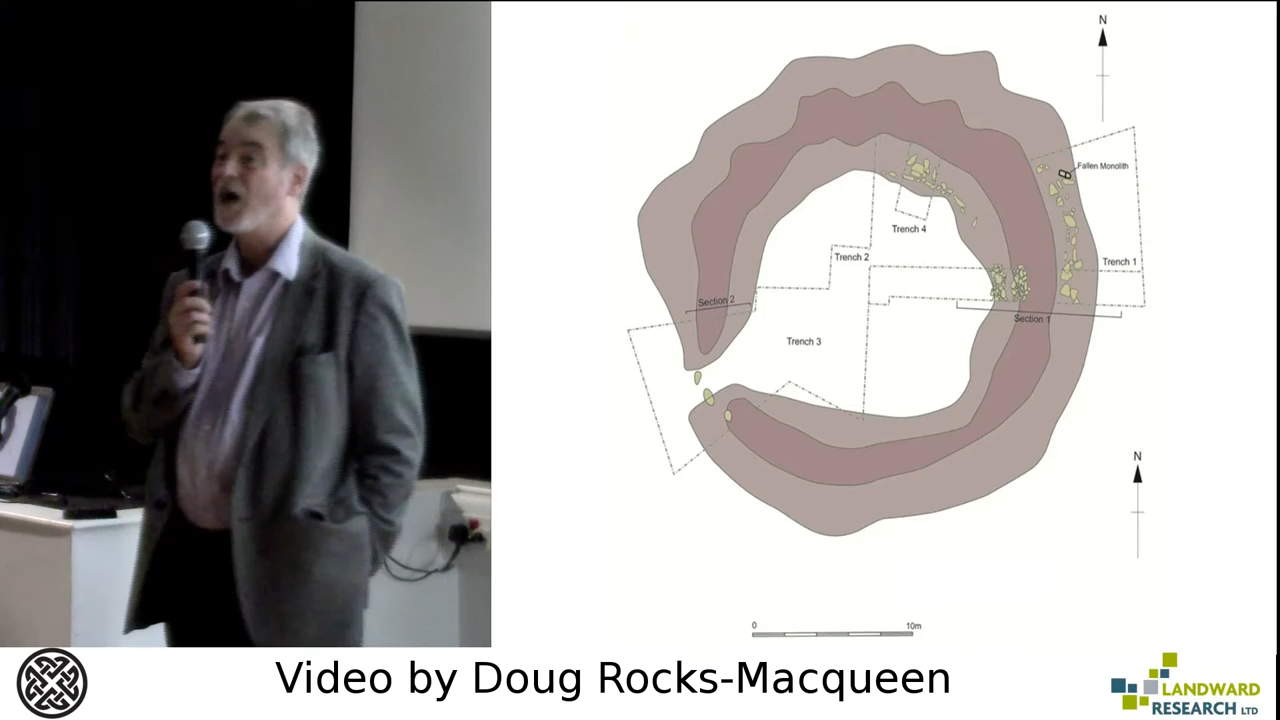 N
Fallen Monolith
Trench 4
Trench 2
Trench 1
Section 2
Section 1
Trench 3
N
0 10m
Video by Doug Rocks-Macqueen
LANDWARD
RESEARCH LTD